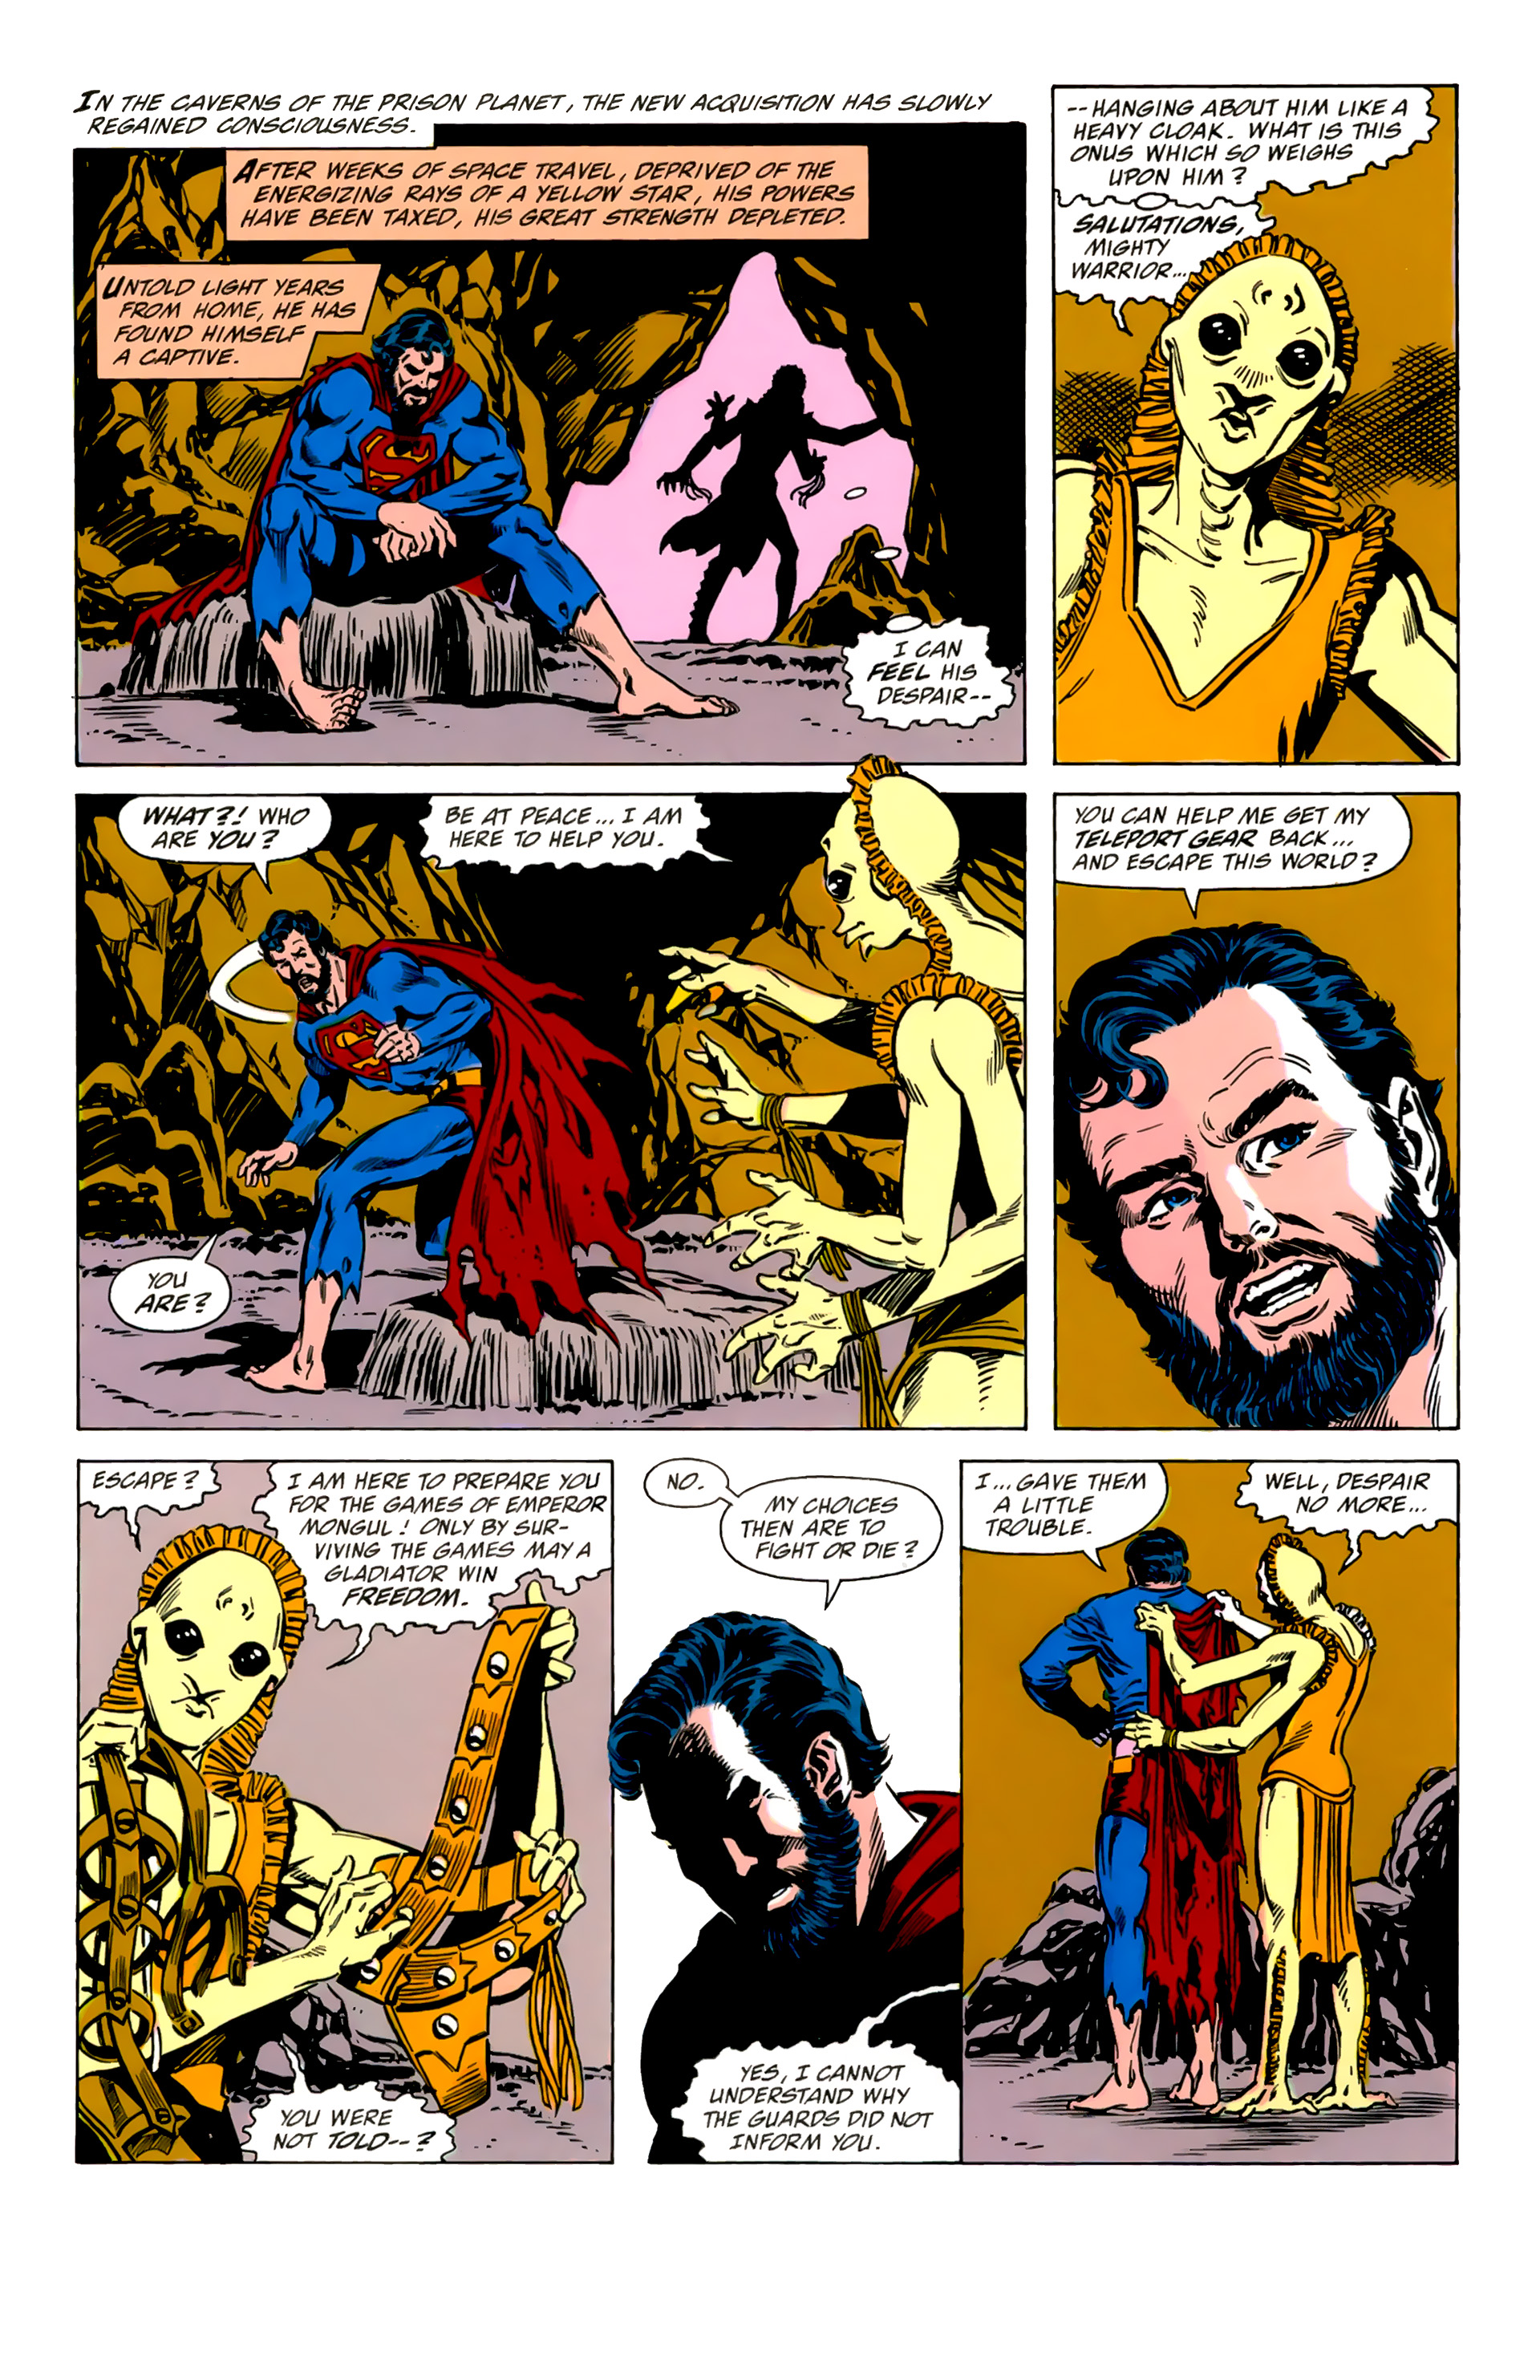 IN THE CAVERNS OF THE PRISON PLANET, THE NEW ACQUISITION HAS SLOWLY
REGAINED CONSCIOUSNESS.
AFTER WEEKS OF SPACE TRAVEL, DEPRIVED OF THE
ENERGIZING RAYS OF A YELLOW STAR, HIS POWERS
HAVE BEEN TAXED, HIS GREAT STRENGTH DEPLETED.
UNTOLD LIGHT YEARS
FROM HOME, HE HAS
FOUND HIMSELF
A CAPTIVE.
S
I CAN
FEEL HIS
DESPAIR--
--HANGING ABOUT HIM LIKE A
HEAVY CLOAK. WHAT IS THIS
ONUS WHICH SO WEIGHS
UPON HIM?
SALUTATIONS,
MIGHTY
WARRIOR...
WHAT?! WHO
ARE YOU?
BE AT PEACE... I AM
HERE TO HELP YOU.
S
YOU
ARE?
YOU CAN HELP ME GET MY
TELEPORT GEAR BACK...
AND ESCAPE THIS WORLD?
ESCAPE?
I AM HERE TO PREPARE YOU
FOR THE GAMES OF EMPEROR
MONGUL! ONLY BY SUR-
VIVING THE GAMES MAY A
GLADIATOR WIN
FREEDOM.
YOU WERE
NOT TOLD--?
NO.
MY CHOICES
THEN ARE TO
FIGHT OR DIE?
YES, I CANNOT
UNDERSTAND WHY
THE GUARDS DID NOT
INFORM YOU.
I...GAVE THEM
A LITTLE
TROUBLE.
WELL, DESPAIR
NO MORE...